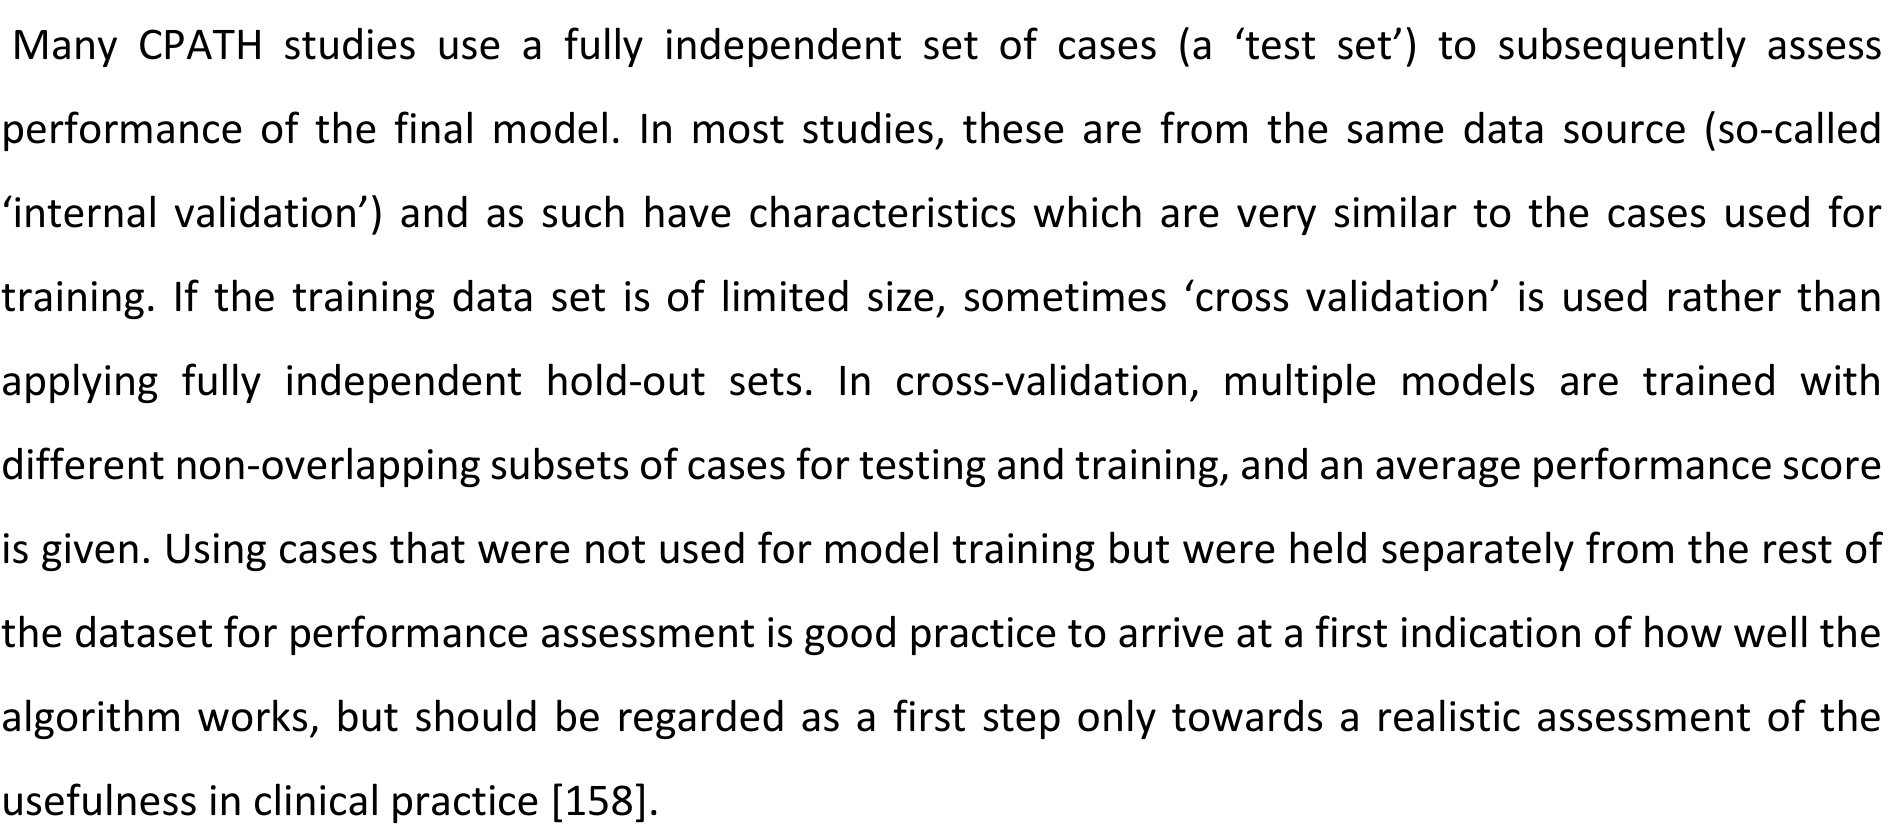 Many CPATH studies use a fully independent set of cases (a ‘test set’) to subsequently assess
performance of the final model. In most studies, these are from the same data source (so-called
‘internal validation’) and as such have characteristics which are very similar to the cases used for
training. If the training data set is of limited size, sometimes ‘cross validation’ is used rather than
applying fully independent hold-out sets. In cross-validation, multiple models are trained with
different non-overlapping subsets of cases for testing and training, and an average performance score
is given. Using cases that were not used for model training but were held separately from the rest of
the dataset for performance assessment is good practice to arrive at a first indication of how well the
algorithm works, but should be regarded as a first step only towards a realistic assessment of the
usefulness in clinical practice [158].